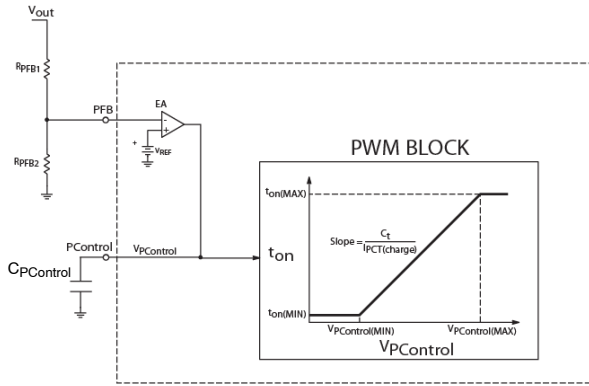 Vout
RPFB1
PFB
EA
-
+
+
VREF
RPFB2
PControl
VPControl
CPControl
PWM BLOCK
ton
ton(MAX)
Slope = Ct / IPCT(charge)
ton(MIN)
VPControl(MIN)
VPControl(MAX)
VPControl